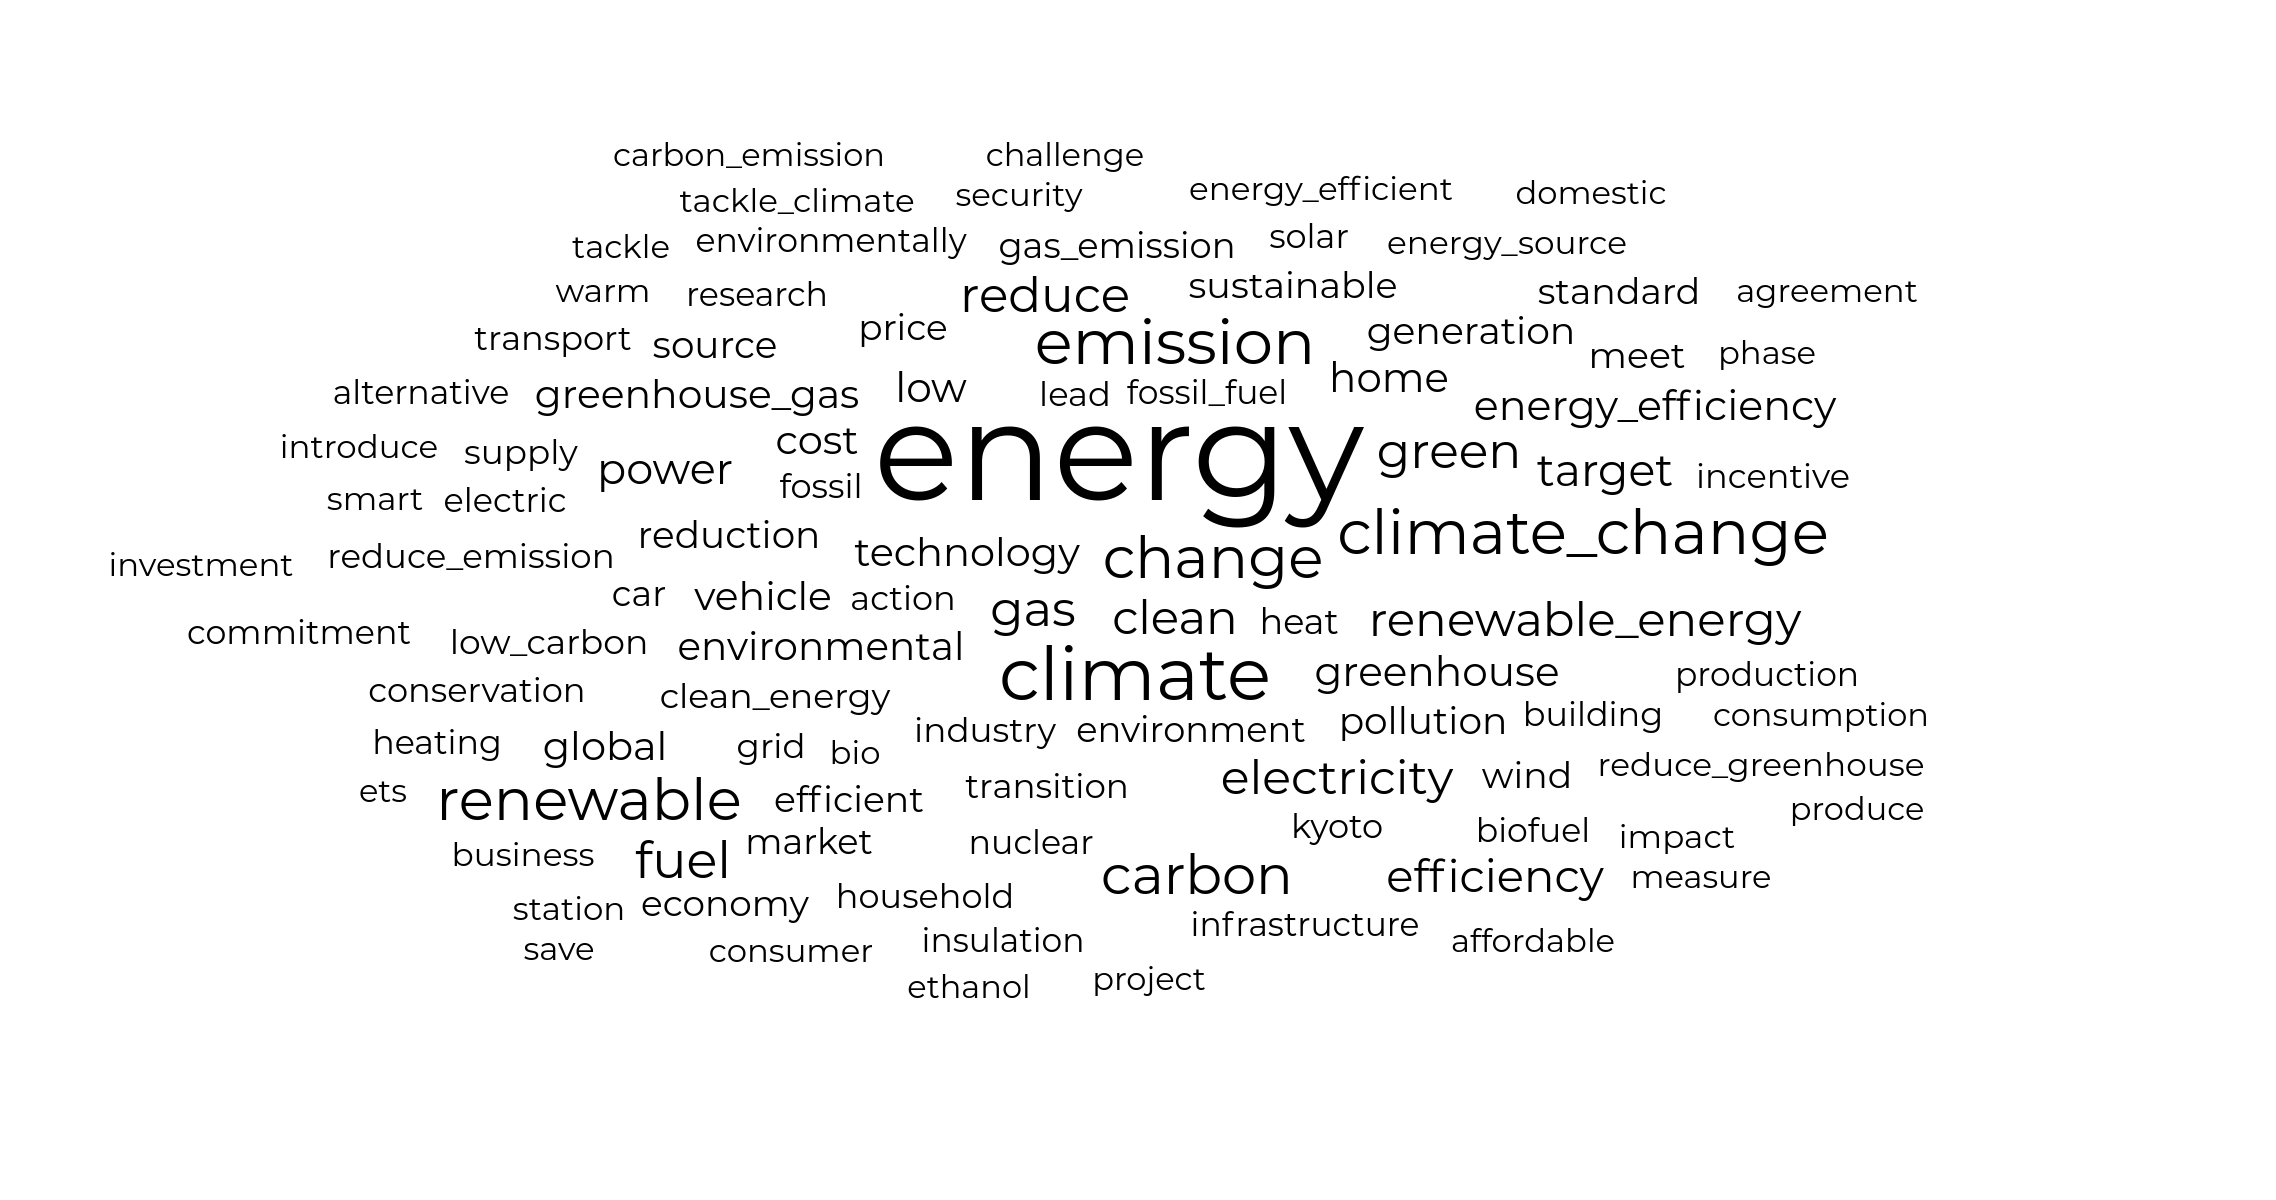 carbon_emission challenge
tackle_climate security energy_efficient domestic
tackle environmentally gas_emission solar energy_source
warm research reduce sustainable standard agreement
transport source price emission generation meet phase
alternative greenhouse_gas low lead fossil_fuel home energy_efficiency
introduce supply power cost energy green target incentive
smart electric fossil
reduction technology change climate_change
investment reduce_emission
car vehicle action gas clean heat renewable_energy
commitment low_carbon environmental climate greenhouse production
conservation clean_energy
industry environment pollution building consumption
heating global grid bio
ets renewable efficient transition electricity wind reduce_greenhouse
produce
business fuel market nuclear kyoto biofuel impact
carbon efficiency measure
station economy household infrastructure
save consumer insulation affordable
ethanol project